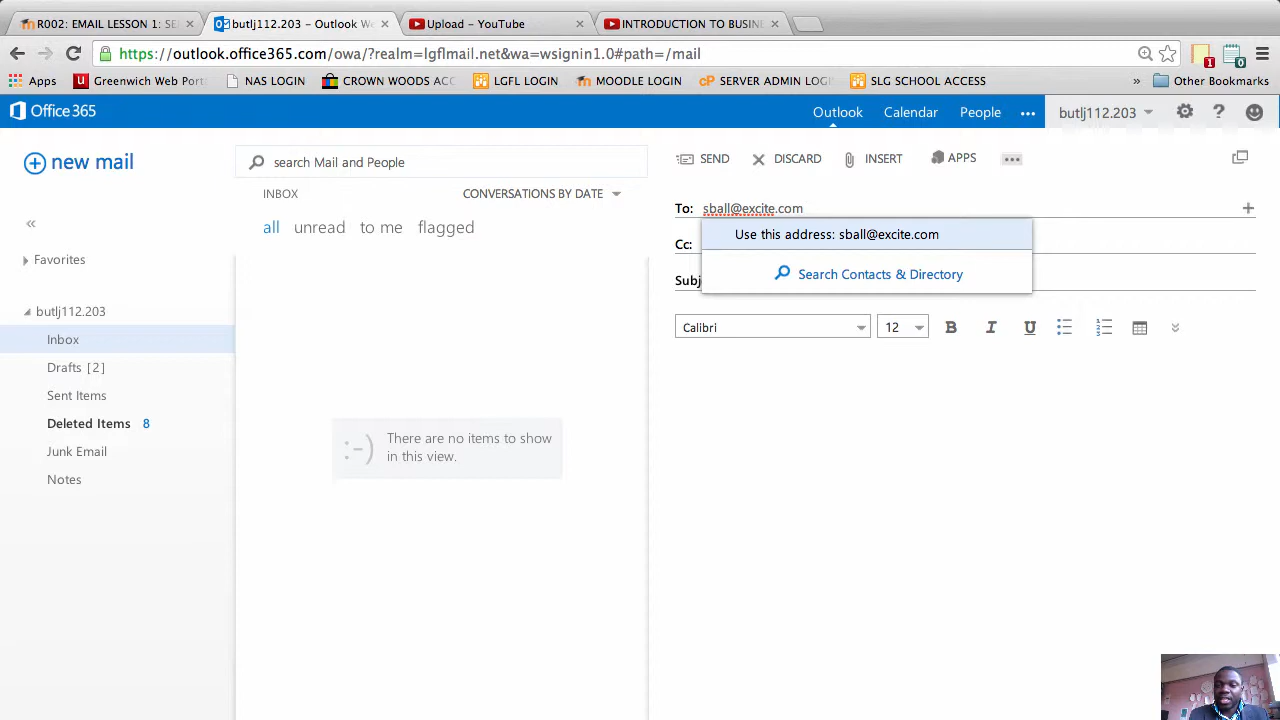 R002: EMAIL LESSON 1: SE
butlj112.203 – Outlook We
Upload – YouTube
INTRODUCTION TO BUSIN
https://outlook.office365.com/owa/?realm=lgflmail.net&wa=wsignin1.0#path=/mail
1
0
Apps
Greenwich Web Port
NAS LOGIN
CROWN WOODS ACC
LGFL LOGIN
MOODLE LOGIN
SERVER ADMIN LOG
SLG SCHOOL ACCESS
»
Other Bookmarks
Office 365
Outlook
Calendar
People
•••
butlj112.203
?
new mail
search Mail and People
SEND
DISCARD
INSERT
APPS
•••
INBOX
CONVERSATIONS BY DATE
all
unread
to me
flagged
To: sball@excite.com
Use this address: sball@excite.com
Cc:
Search Contacts & Directory
Subj
Calibri
12
B
I
U
«
Favorites
butlj112.203
Inbox
Drafts [2]
Sent Items
Deleted Items 8
Junk Email
Notes
:-)
There are no items to show
in this view.